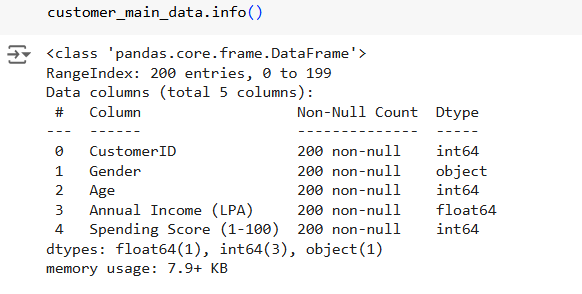 customer_main_data.info()
<class 'pandas.core.frame.DataFrame'>
RangeIndex: 200 entries, 0 to 199
Data columns (total 5 columns):
 #   Column                  Non-Null Count  Dtype
---  ------                  --------------  -----
 0   CustomerID              200 non-null    int64
 1   Gender                  200 non-null    object
 2   Age                     200 non-null    int64
 3   Annual Income (LPA)     200 non-null    float64
 4   Spending Score (1-100)  200 non-null    int64
dtypes: float64(1), int64(3), object(1)
memory usage: 7.9+ KB